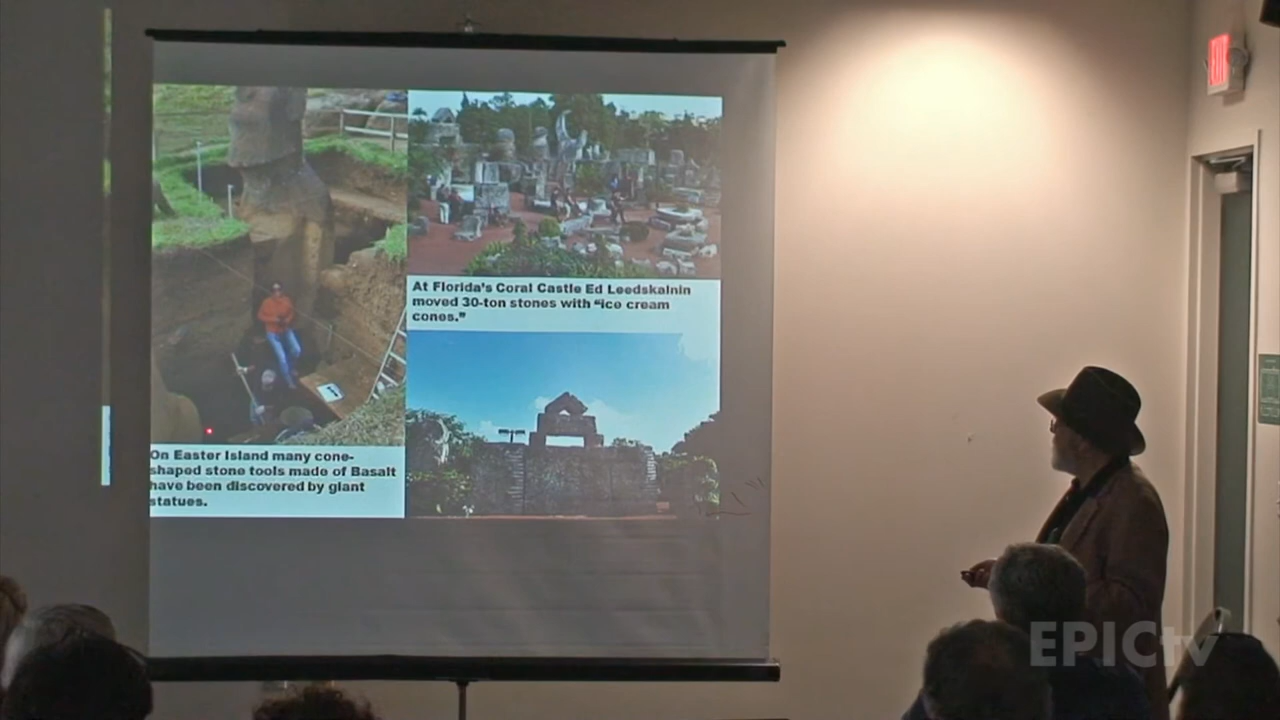 EXIT
At Florida's Coral Castle Ed Leedskalnin
moved 30-ton stones with "ice cream
cones."
On Easter Island many cone-
shaped stone tools made of Basalt
have been discovered by giant
statues.
EPICtv